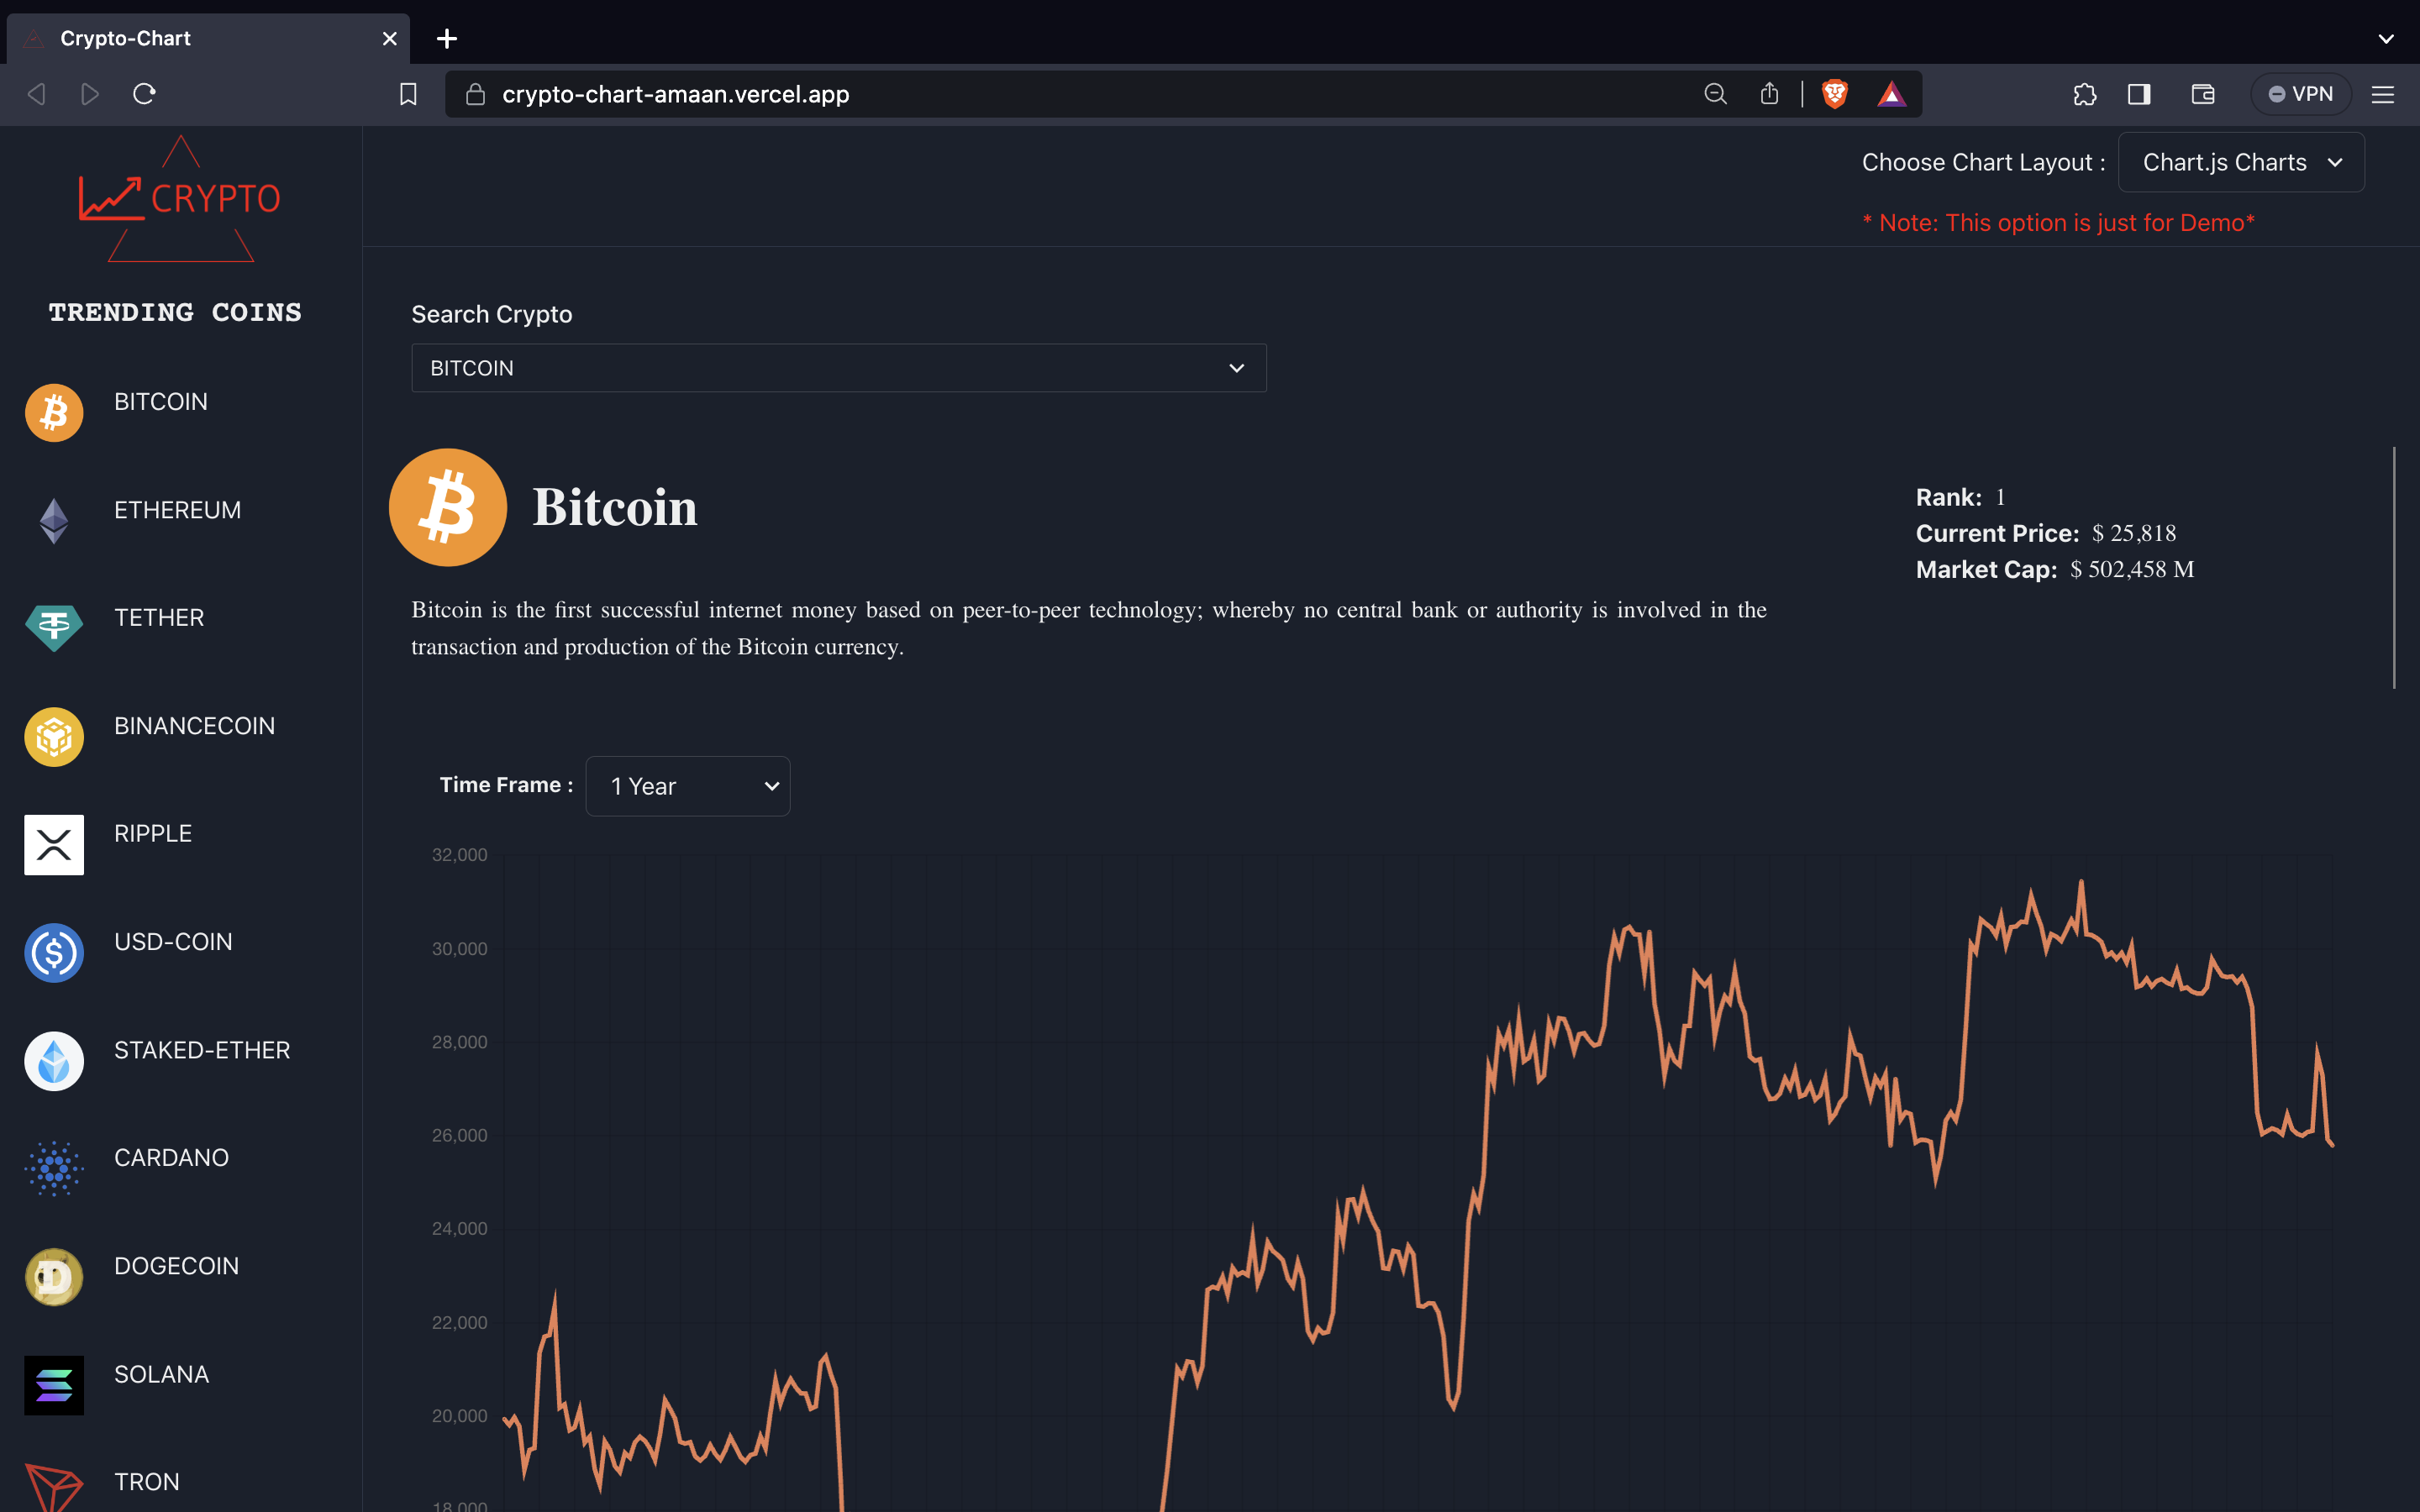 Crypto-Chart
crypto-chart-amaan.vercel.app
VPN
CRYPTO
Choose Chart Layout :
Chart.js Charts
* Note: This option is just for Demo*
TRENDING COINS
BITCOIN
ETHEREUM
TETHER
BINANCECOIN
RIPPLE
USD-COIN
STAKED-ETHER
CARDANO
DOGECOIN
SOLANA
TRON
Search Crypto
BITCOIN
Bitcoin
Rank: 1
Current Price: $ 25,818
Market Cap: $ 502,458 M
Bitcoin is the first successful internet money based on peer-to-peer technology; whereby no central bank or authority is involved in the
transaction and production of the Bitcoin currency.
Time Frame :
1 Year
32,000
30,000
28,000
26,000
24,000
22,000
20,000
18,000